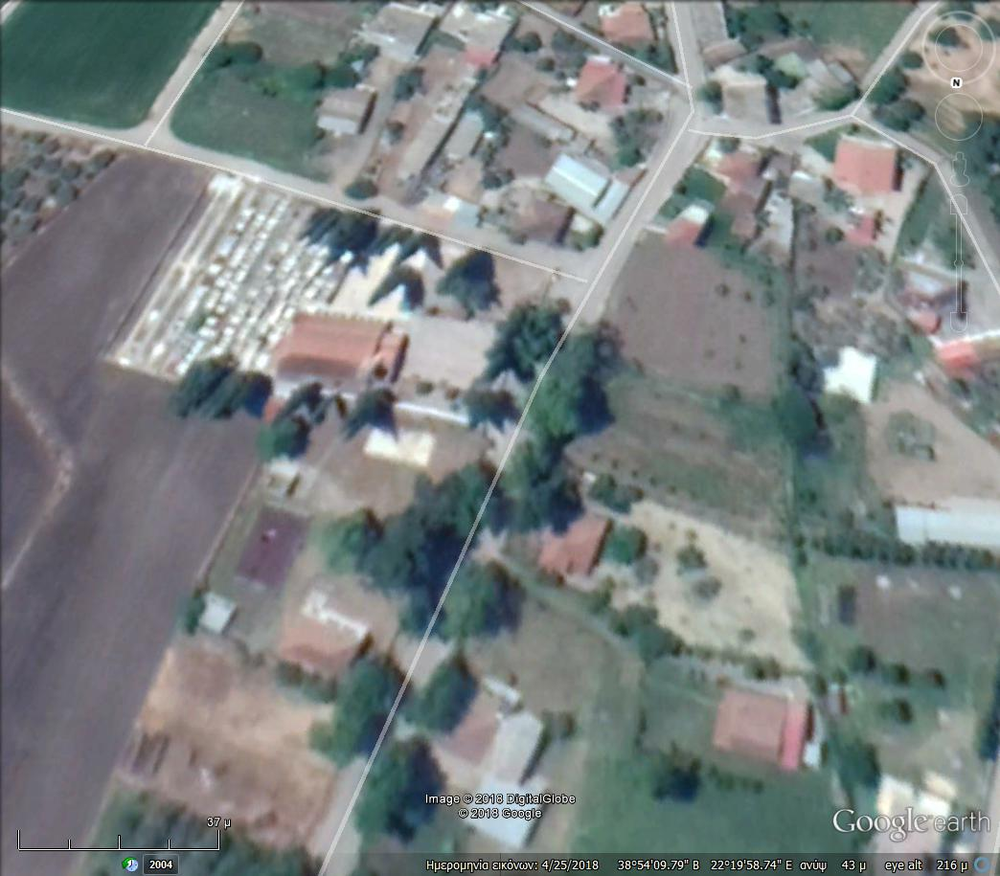 N
Image © 2018 DigitalGlobe
© 2018 Google
Google earth
37 μ
2004
Ημερομηνία εικόνων: 4/25/2018 38°54'09.79" Β 22°19'58.74" Ε ανύψ 43 μ eye alt 216 μ